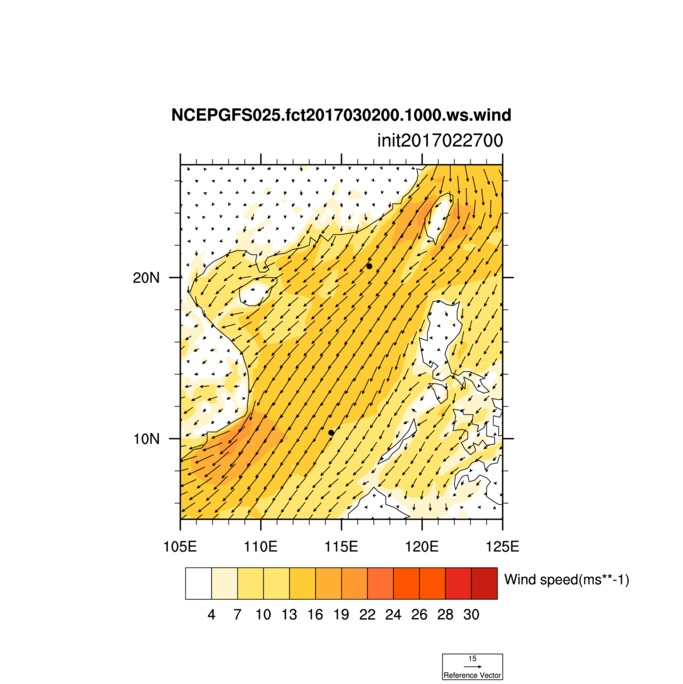 NCEPGFS025.fct2017030200.1000.ws.wind
init2017022700
20N
10N
105E 110E 115E 120E 125E
Wind speed(ms**-1)
4 7 10 13 16 19 22 24 26 28 30
15
Reference Vector